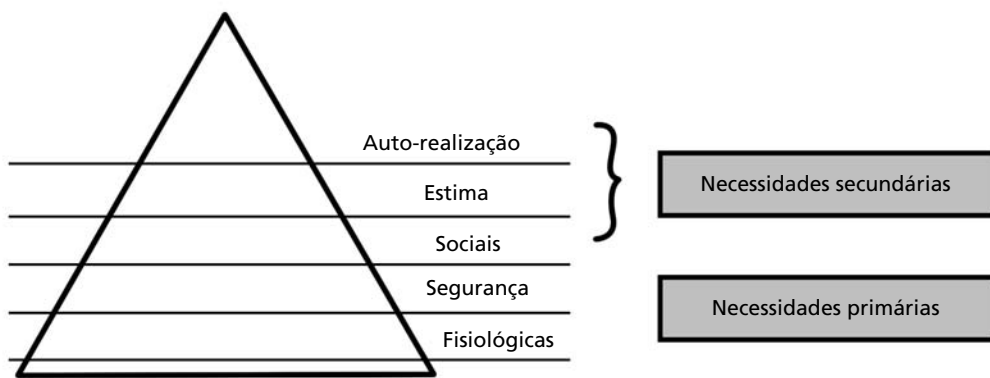 Auto-realização
Estima
Sociais
Segurança
Fisiológicas
Necessidades secundárias
Necessidades primárias